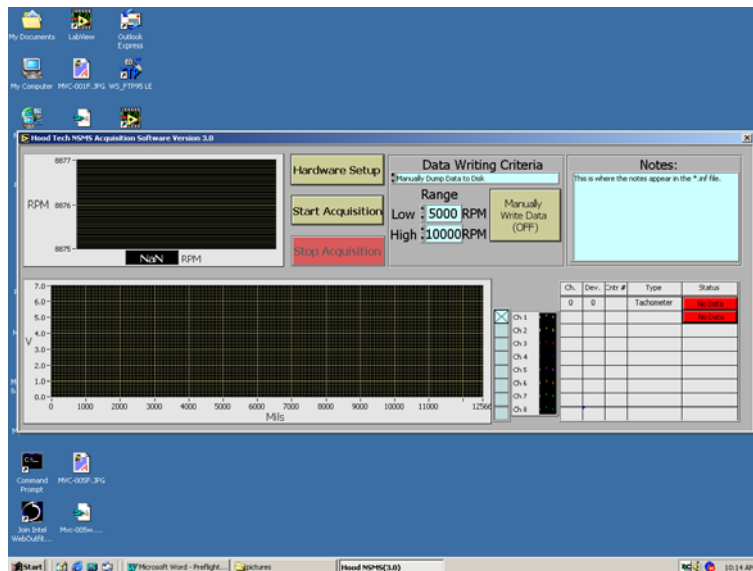 My Documents
LabView
Outlook Express
My Computer
MVC-001F.JPG
WS_FTP95 LE
Hood Tech NSMS Acquisition Software Version 3.0
8877
RPM
8876
8875
NaN RPM
Hardware Setup
Start Acquisition
Stop Acquisition
Data Writing Criteria
Manually Dump Data to Disk
Range
Low 5000 RPM
High 10000 RPM
Manually
Write Data
(OFF)
Notes:
This is where the notes appear in the *.inf file.
7.0
6.0
5.0
4.0
V
3.0
2.0
1.0
0.0
0 1000 2000 3000 4000 5000 6000 7000 8000 9000 10000 11000 12566
Mils
Ch 1
Ch 2
Ch 3
Ch 4
Ch 5
Ch 6
Ch 7
Ch 8
Ch. Dev. Cntr # Type Status
0 0 Tachometer No Data
No Data
Command Prompt
MVC-005F.JPG
Join Intel WebOutfit...
Mvc-005w....
Start
Microsoft Word - Preflight...
pictures
Hood NSMS(3.0)
10:14 AM